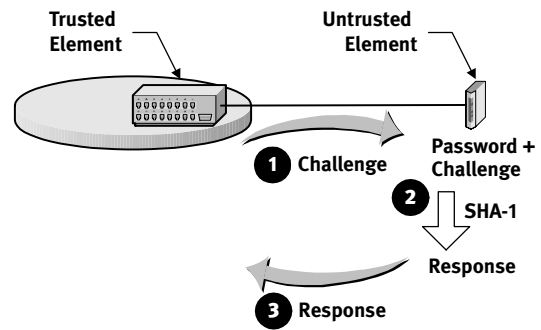 Trusted
Element
Untrusted
Element
1 Challenge
Password +
Challenge
2
SHA-1
Response
3 Response